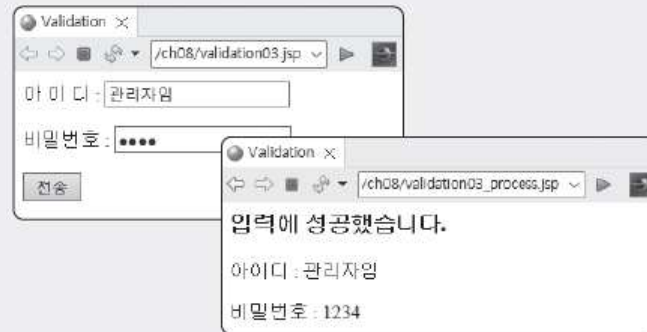 Validation
/ch08/validation03.jsp
아 이 디 : 관리자임
비밀번호 : ●●●●
전송
Validation
/ch08/validation03_process.jsp
입력에 성공했습니다.
아이디 : 관리자임
비밀번호 : 1234